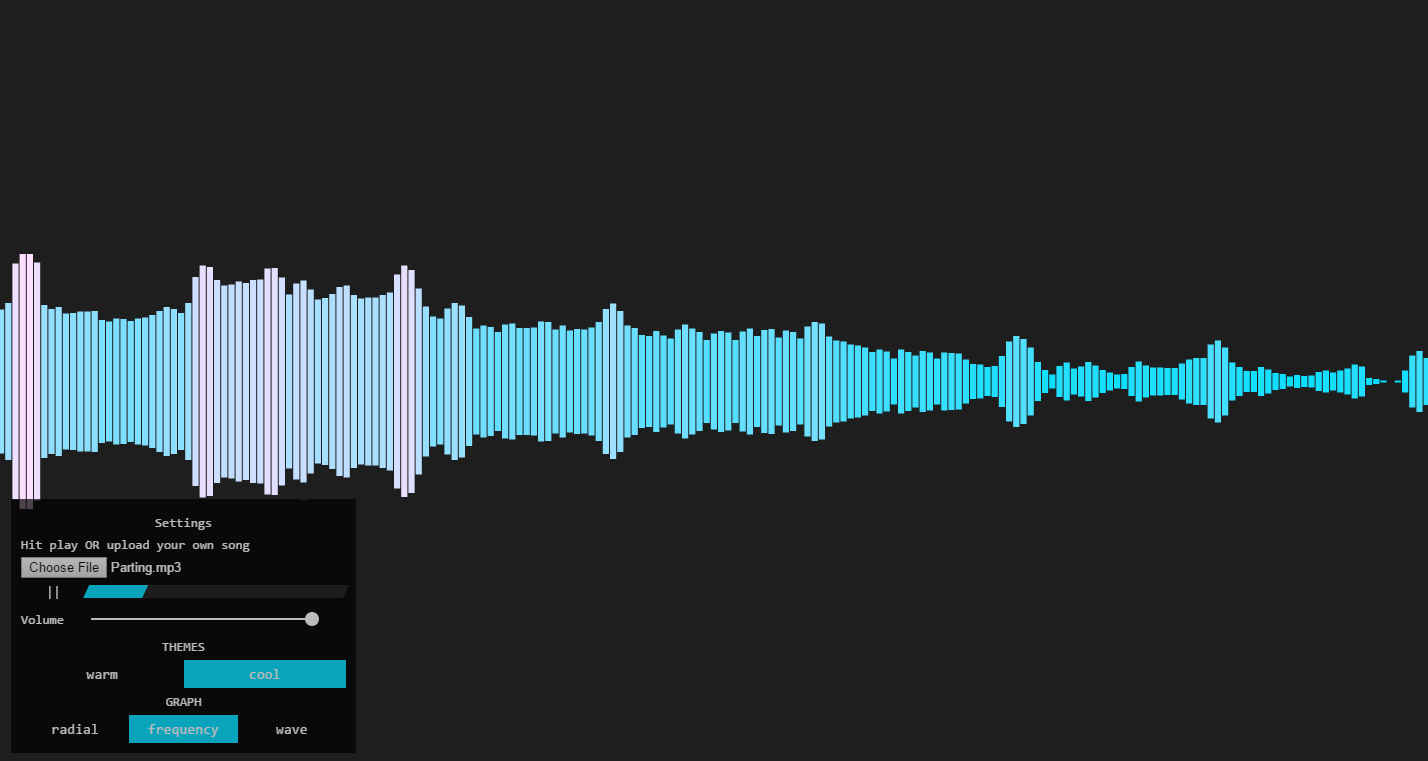 Settings
Hit play OR upload your own song
Choose File Parting.mp3
||
Volume
THEMES
warm cool
GRAPH
radial frequency wave